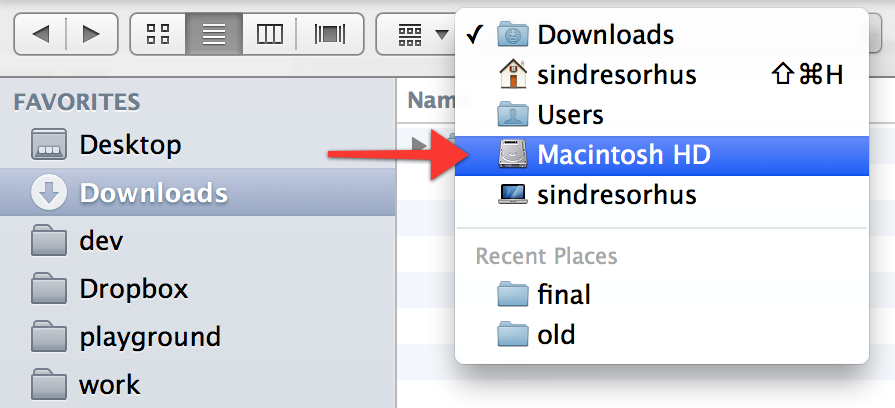 FAVORITES
Desktop
Downloads
dev
Dropbox
playground
work
Nam
✓ Downloads
sindresorhus ⇧⌘H
Users
Macintosh HD
sindresorhus
Recent Places
final
old